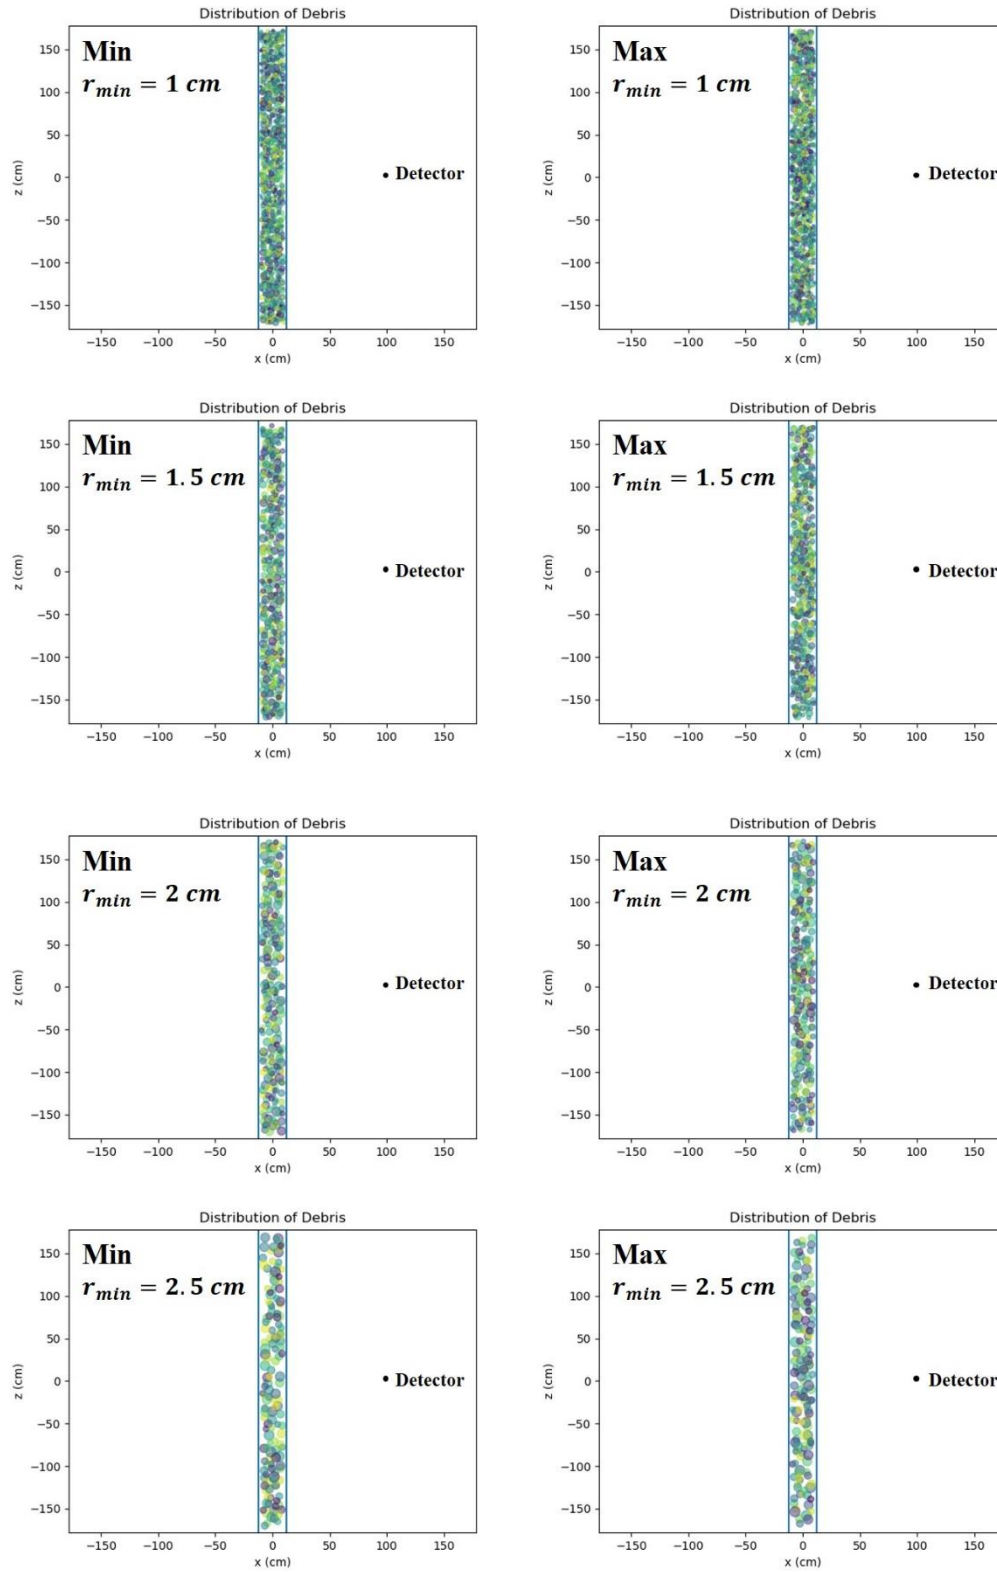 Distribution of Debris
Min
r_min = 1 cm
150
100
50
0
−50
−100
−150
z (cm)
Detector
−150 −100 −50 0 50 100 150
x (cm)
Distribution of Debris
Max
r_min = 1 cm
150
100
50
0
−50
−100
−150
z (cm)
Detector
−150 −100 −50 0 50 100 150
x (cm)
Distribution of Debris
Min
r_min = 1.5 cm
150
100
50
0
−50
−100
−150
z (cm)
Detector
−150 −100 −50 0 50 100 150
x (cm)
Distribution of Debris
Max
r_min = 1.5 cm
150
100
50
0
−50
−100
−150
z (cm)
Detector
−150 −100 −50 0 50 100 150
x (cm)
Distribution of Debris
Min
r_min = 2 cm
150
100
50
0
−50
−100
−150
z (cm)
Detector
−150 −100 −50 0 50 100 150
x (cm)
Distribution of Debris
Max
r_min = 2 cm
150
100
50
0
−50
−100
−150
z (cm)
Detector
−150 −100 −50 0 50 100 150
x (cm)
Distribution of Debris
Min
r_min = 2.5 cm
150
100
50
0
−50
−100
−150
z (cm)
Detector
−150 −100 −50 0 50 100 150
x (cm)
Distribution of Debris
Max
r_min = 2.5 cm
150
100
50
0
−50
−100
−150
z (cm)
Detector
−150 −100 −50 0 50 100 150
x (cm)